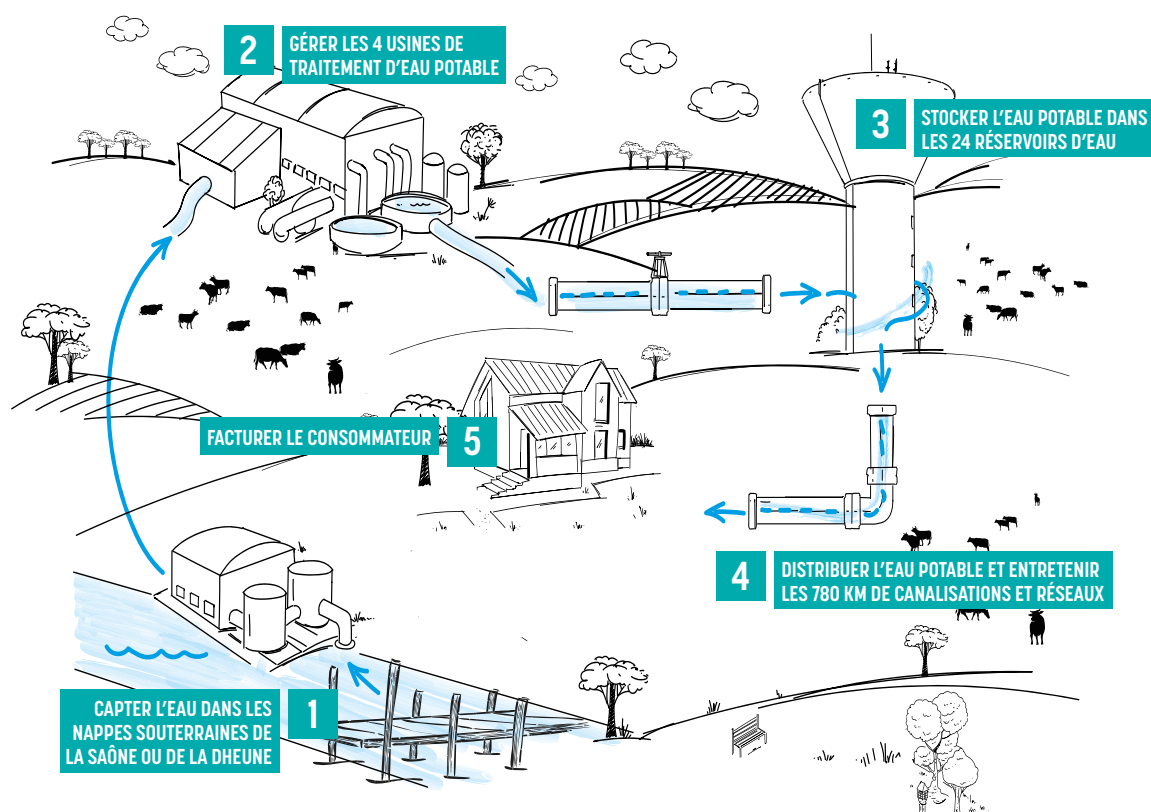 2
GÉRER LES 4 USINES DE
TRAITEMENT D'EAU POTABLE
3
STOCKER L'EAU POTABLE DANS
LES 24 RÉSERVOIRS D'EAU
FACTURER LE CONSOMMATEUR
5
4
DISTRIBUER L'EAU POTABLE ET ENTRETENIR
LES 780 KM DE CANALISATIONS ET RÉSEAUX
CAPTER L'EAU DANS LES
NAPPES SOUTERRAINES DE
LA SAÔNE OU DE LA DHEUNE
1